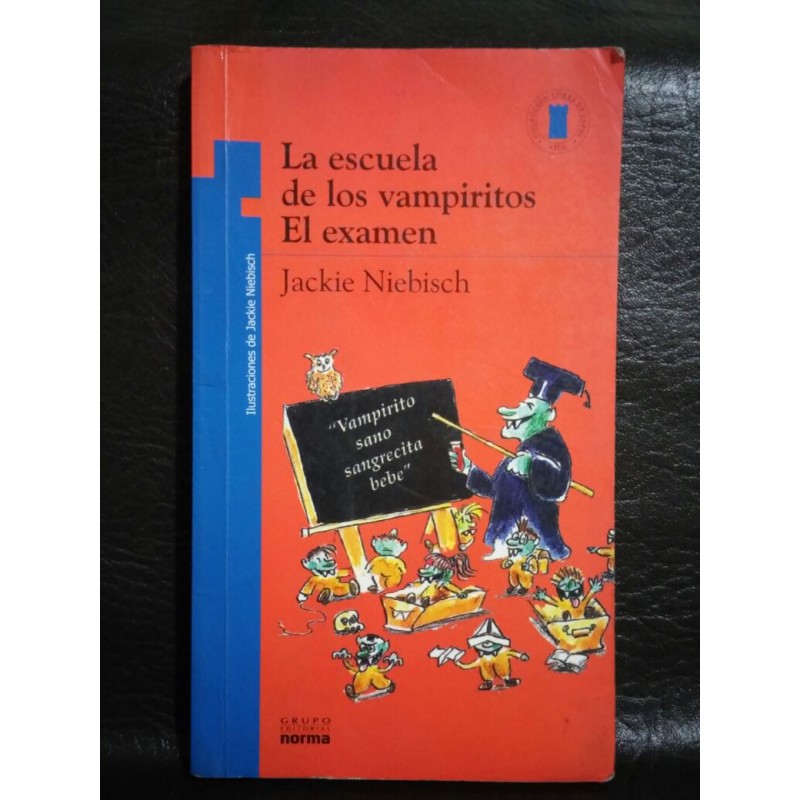 La escuela
de los vampiritos
El examen
Jackie Niebisch
Ilustraciones de Jackie Niebisch
"Vampirito
sano
sangrecita
bebe"
GRUPO
EDITORIAL
norma